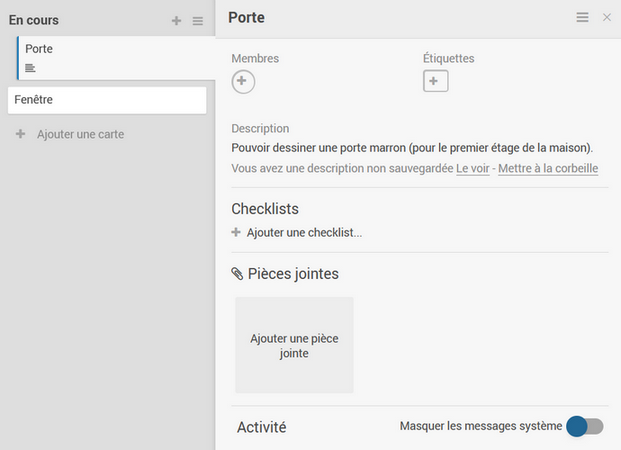 En cours
Porte
Fenêtre
Ajouter une carte
Porte
Membres
Étiquettes
Description
Pouvoir dessiner une porte marron (pour le premier étage de la maison).
Vous avez une description non sauvegardée Le voir - Mettre à la corbeille
Checklists
Ajouter une checklist...
Pièces jointes
Ajouter une pièce
jointe
Activité
Masquer les messages système